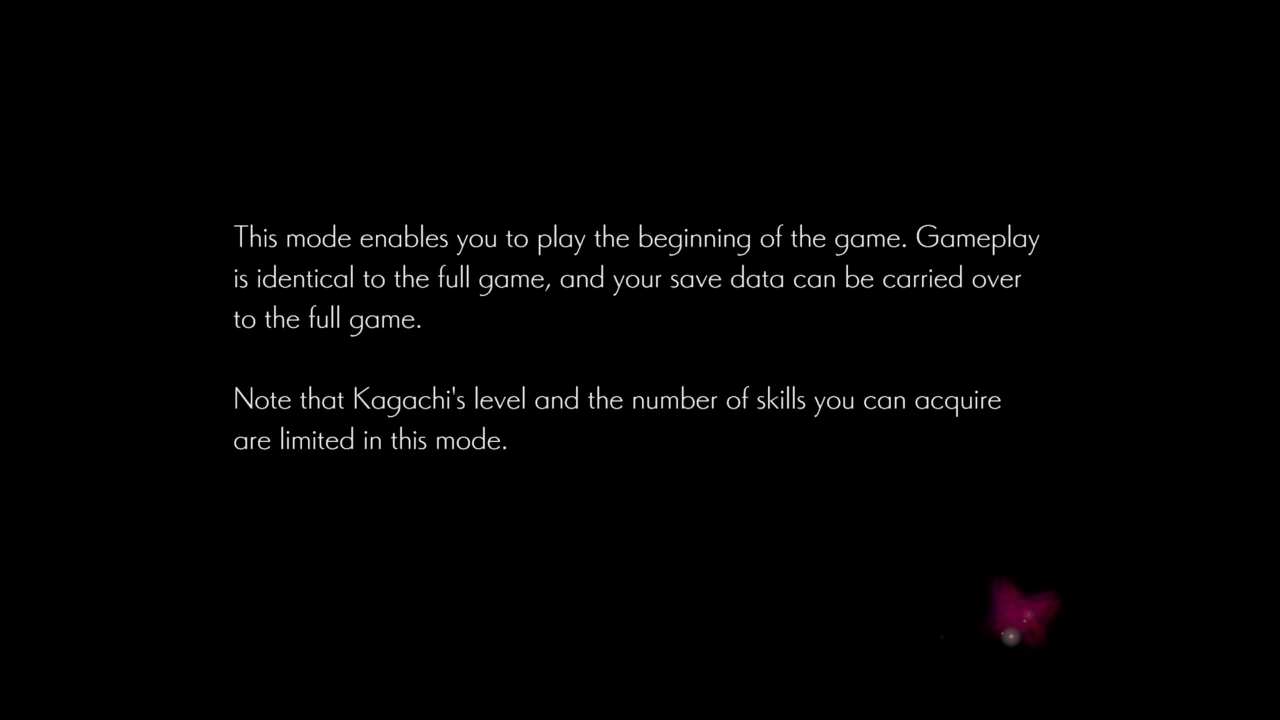 This mode enables you to play the beginning of the game. Gameplay
is identical to the full game, and your save data can be carried over
to the full game.
Note that Kagachi's level and the number of skills you can acquire
are limited in this mode.